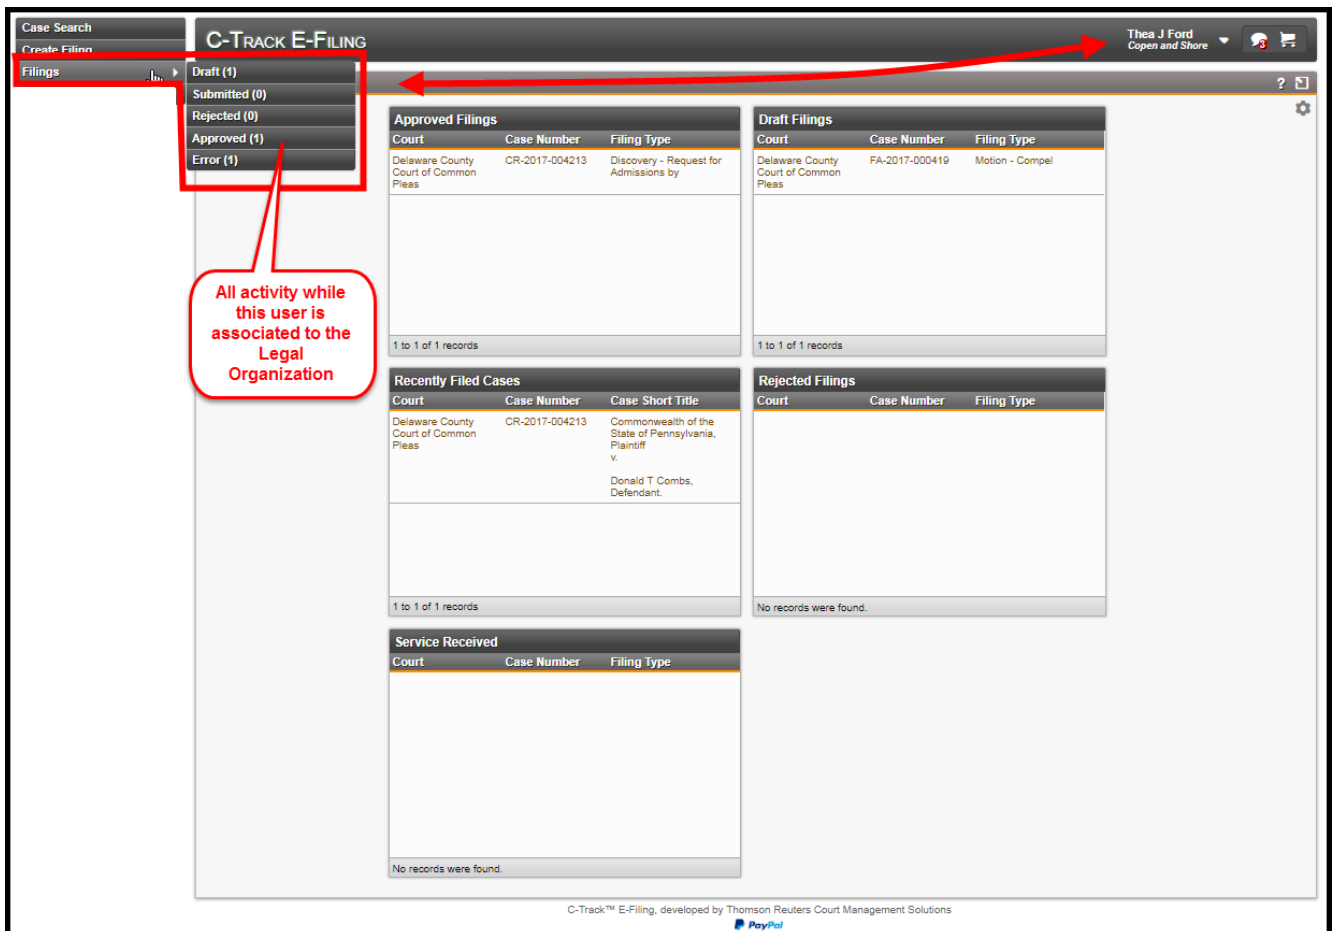 Case Search
Create Filing
Filings
C-Track E-Filing
Thea J Ford
Copen and Shore
3
?
Draft (1)
Submitted (0)
Rejected (0)
Approved (1)
Error (1)
All activity while
this user is
associated to the
Legal
Organization
Approved Filings
Court Case Number Filing Type
Delaware County CR-2017-004213 Discovery - Request for
Court of Common Admissions by
Pleas
1 to 1 of 1 records
Draft Filings
Court Case Number Filing Type
Delaware County FA-2017-000419 Motion - Compel
Court of Common
Pleas
1 to 1 of 1 records
Recently Filed Cases
Court Case Number Case Short Title
Delaware County CR-2017-004213 Commonwealth of the
Court of Common State of Pennsylvania,
Pleas Plaintiff
v.
Donald T Combs,
Defendant.
1 to 1 of 1 records
Rejected Filings
Court Case Number Filing Type
No records were found.
Service Received
Court Case Number Filing Type
No records were found.
C-Track™ E-Filing, developed by Thomson Reuters Court Management Solutions
PayPal